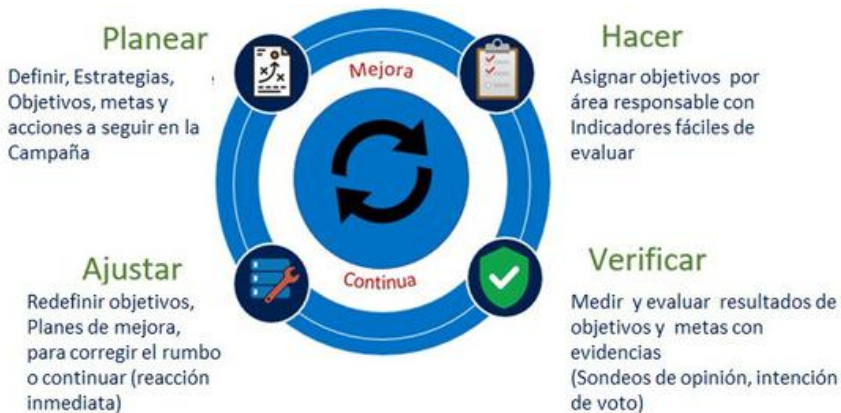 Planear
Definir, Estrategias,
Objetivos, metas y
acciones a seguir en la
Campaña
Mejora
Hacer
Asignar objetivos por
área responsable con
Indicadores fáciles de
evaluar
Ajustar
Redefinir objetivos,
Planes de mejora,
para corregir el rumbo
o continuar (reacción
inmediata)
Continua
Verificar
Medir y evaluar resultados de
objetivos y metas con
evidencias
(Sondeos de opinión, intención
de voto)